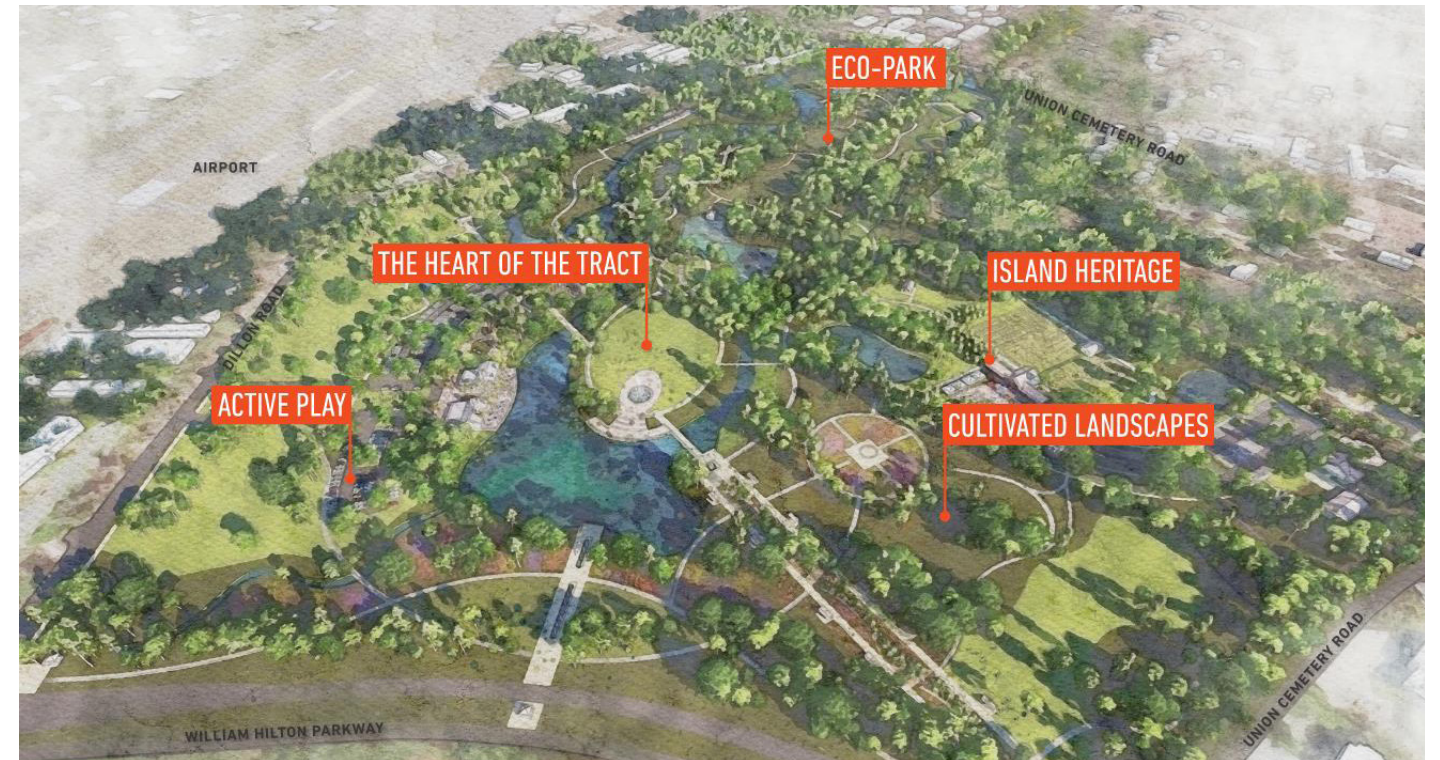 ECO-PARK
UNION CEMETERY ROAD
AIRPORT
THE HEART OF THE TRACT
ISLAND HERITAGE
DILLON ROAD
ACTIVE PLAY
CULTIVATED LANDSCAPES
UNION CEMETERY ROAD
WILLIAM HILTON PARKWAY